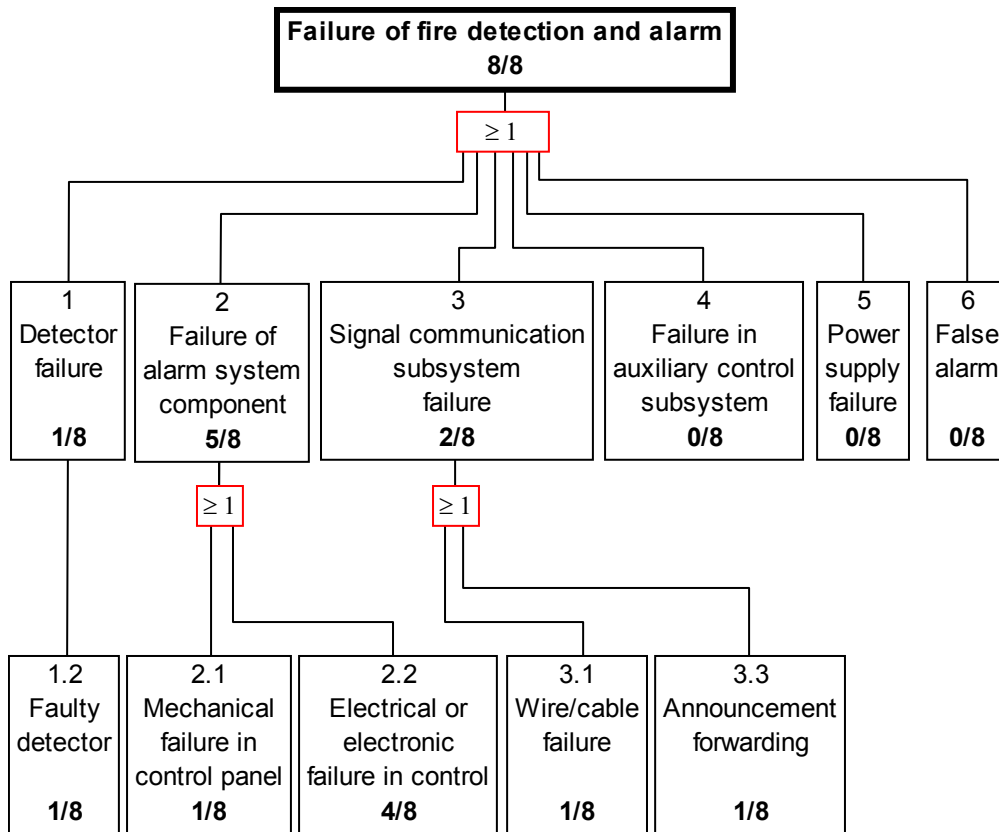 Failure of fire detection and alarm
8/8
≥ 1
1
Detector
failure
1/8
2
Failure of
alarm system
component
5/8
3
Signal communication
subsystem
failure
2/8
4
Failure in
auxiliary control
subsystem
0/8
5
Power
supply
failure
0/8
6
False
alarm
0/8
≥ 1
≥ 1
1.2
Faulty
detector
1/8
2.1
Mechanical
failure in
control panel
1/8
2.2
Electrical or
electronic
failure in control
4/8
3.1
Wire/cable
failure
1/8
3.3
Announcement
forwarding
1/8